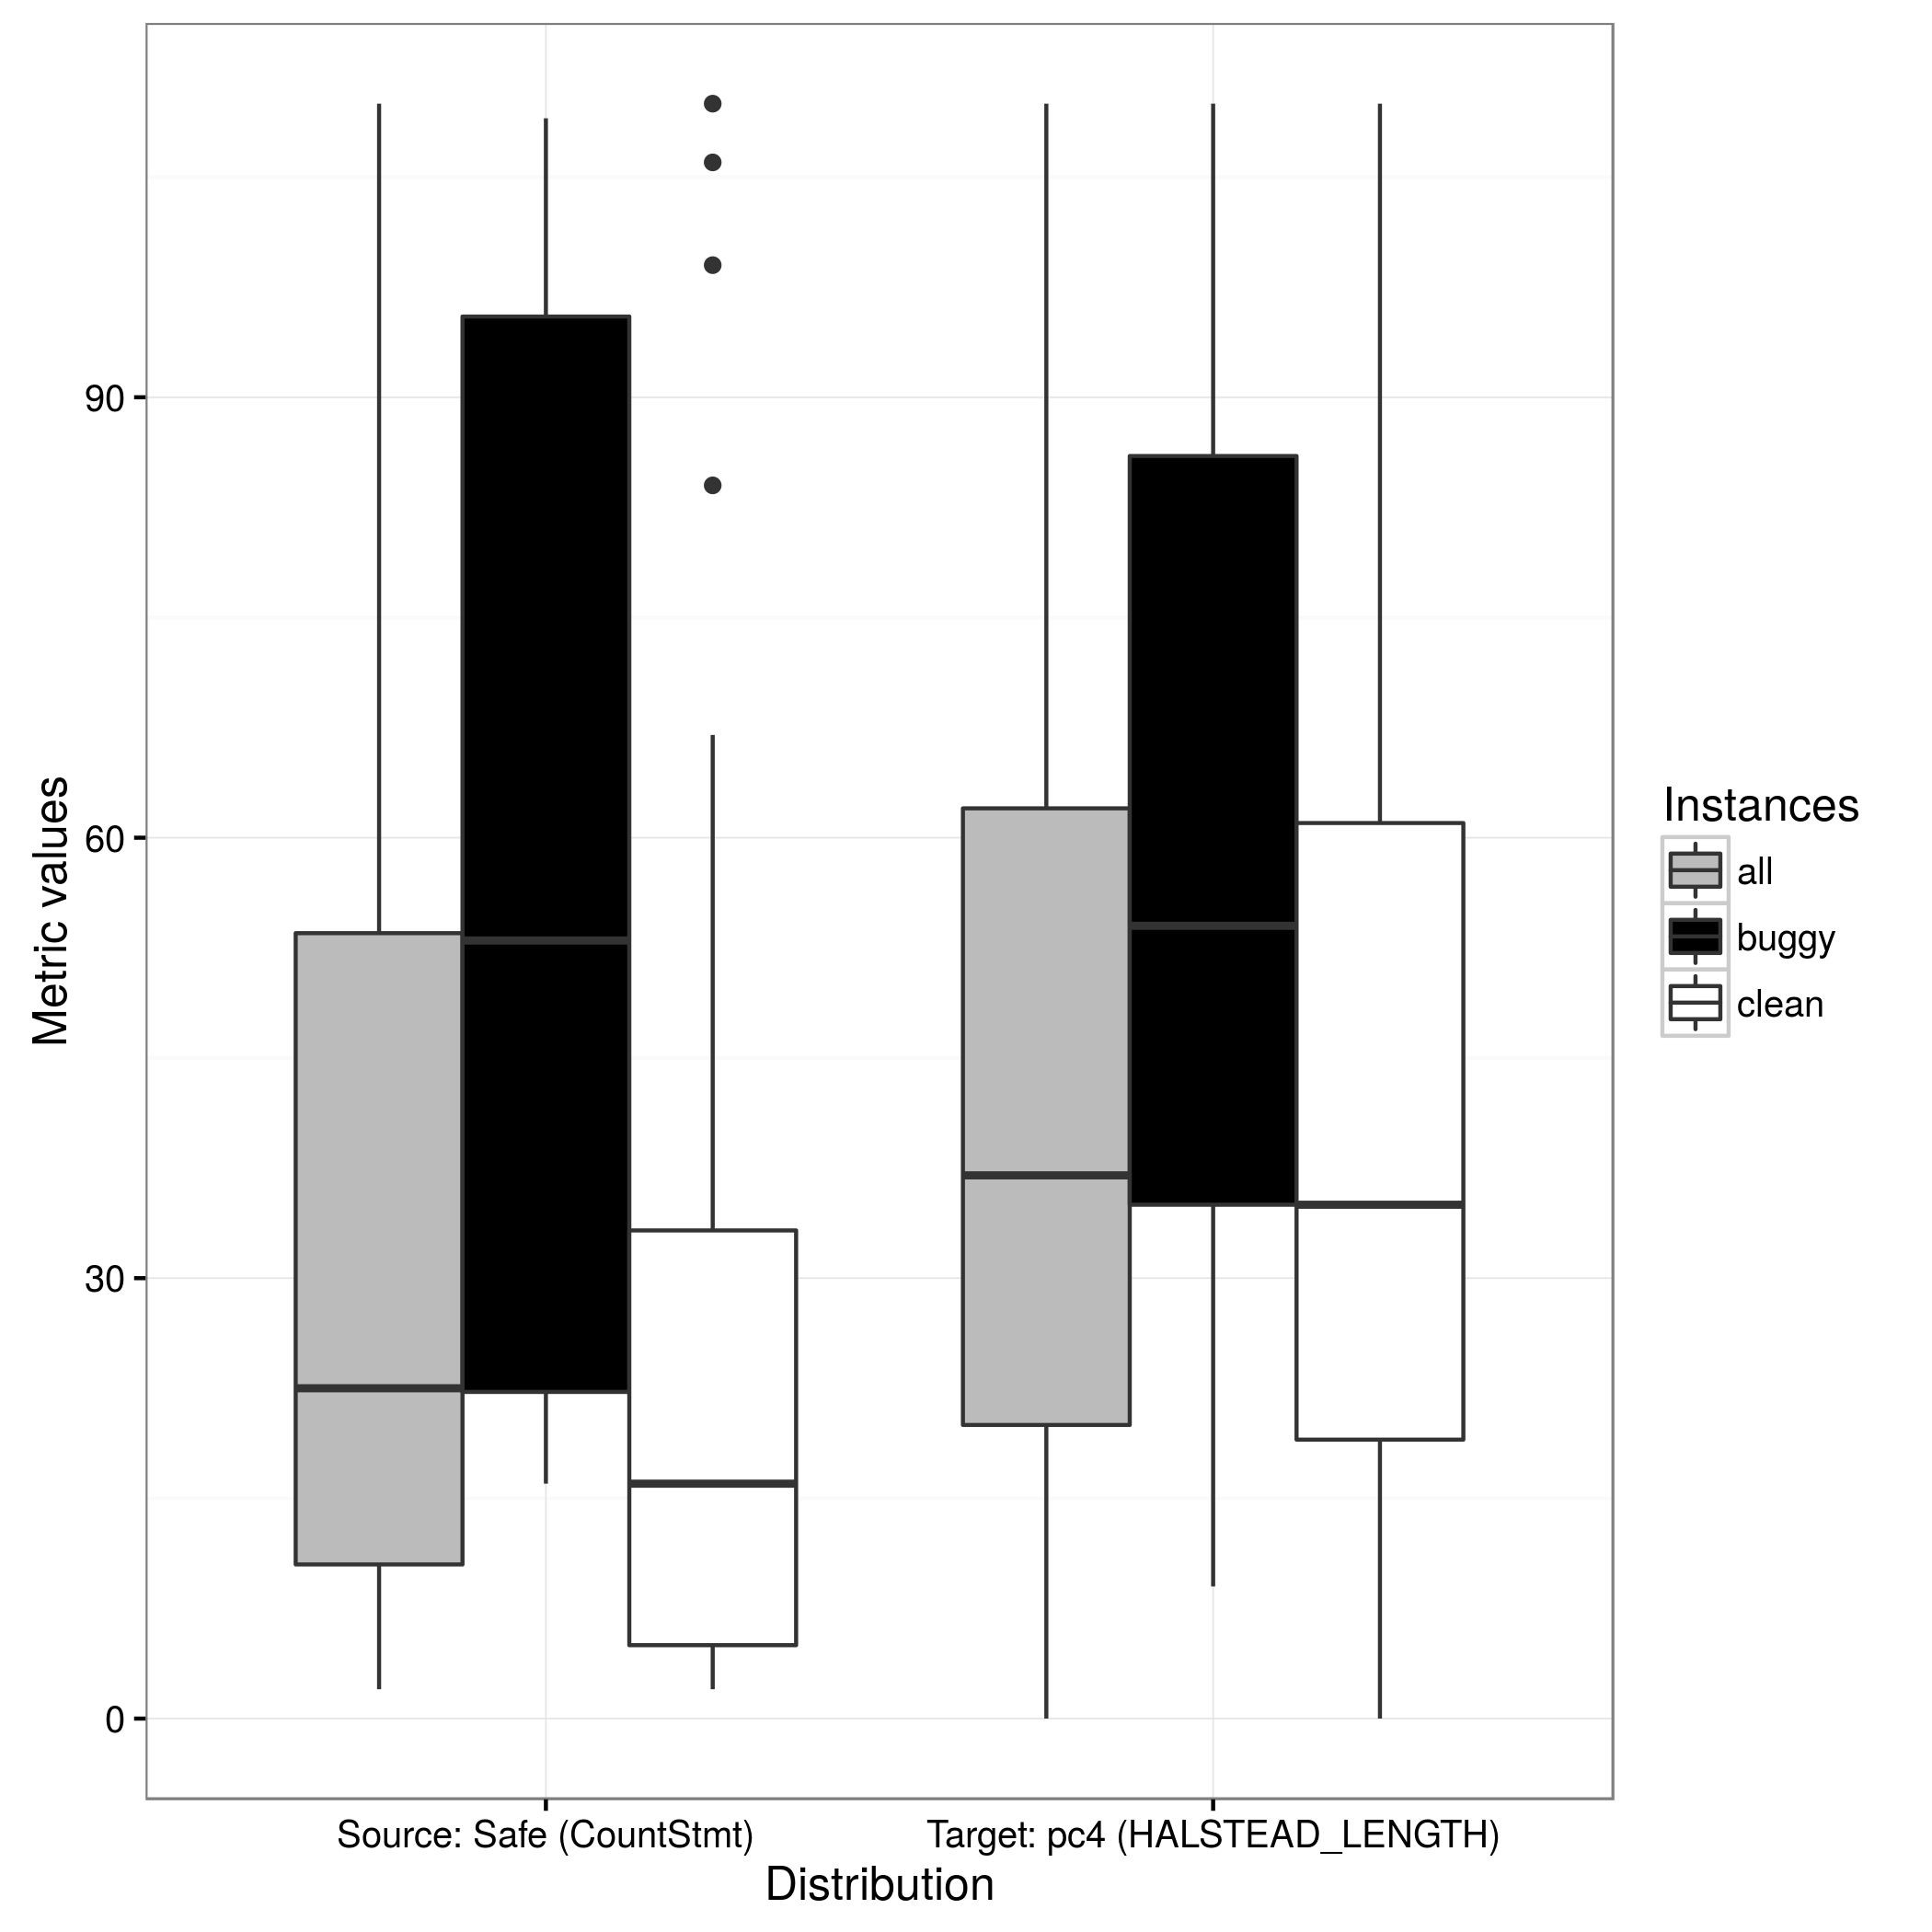 Metric values
90
60
30
0
Source: Safe (CountStmt)
Target: pc4 (HALSTEAD_LENGTH)
Distribution
Instances
all
buggy
clean